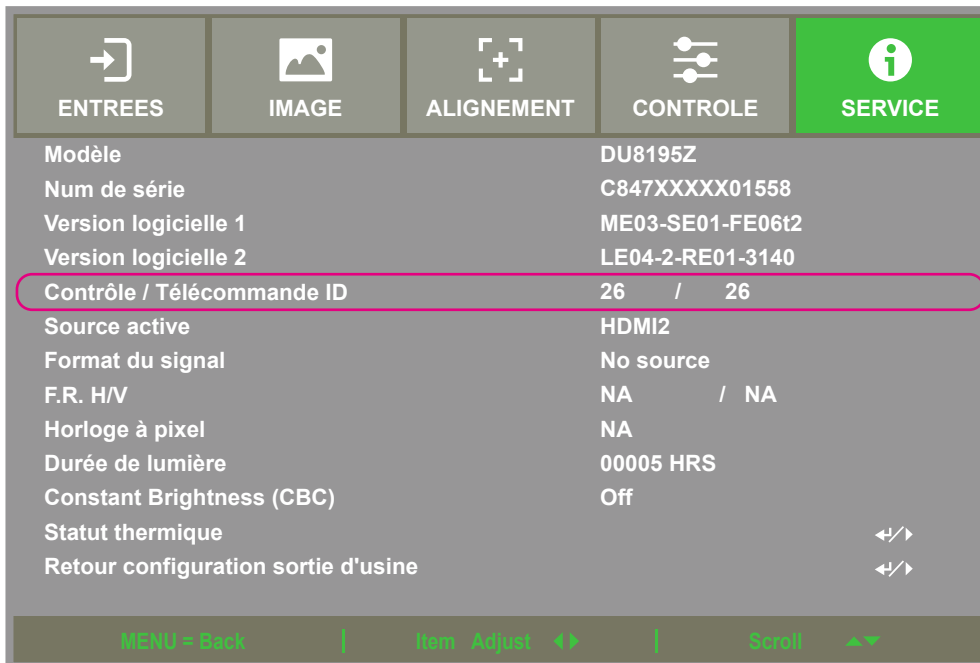 ENTREES IMAGE ALIGNEMENT CONTROLE SERVICE
Modèle DU8195Z
Num de série C847XXXXX01558
Version logicielle 1 ME03-SE01-FE06t2
Version logicielle 2 LE04-2-RE01-3140
Contrôle / Télécommande ID 26 / 26
Source active HDMI2
Format du signal No source
F.R. H/V NA / NA
Horloge à pixel NA
Durée de lumière 00005 HRS
Constant Brightness (CBC) Off
Statut thermique
Retour configuration sortie d'usine
MENU = Back | Item Adjust | Scroll